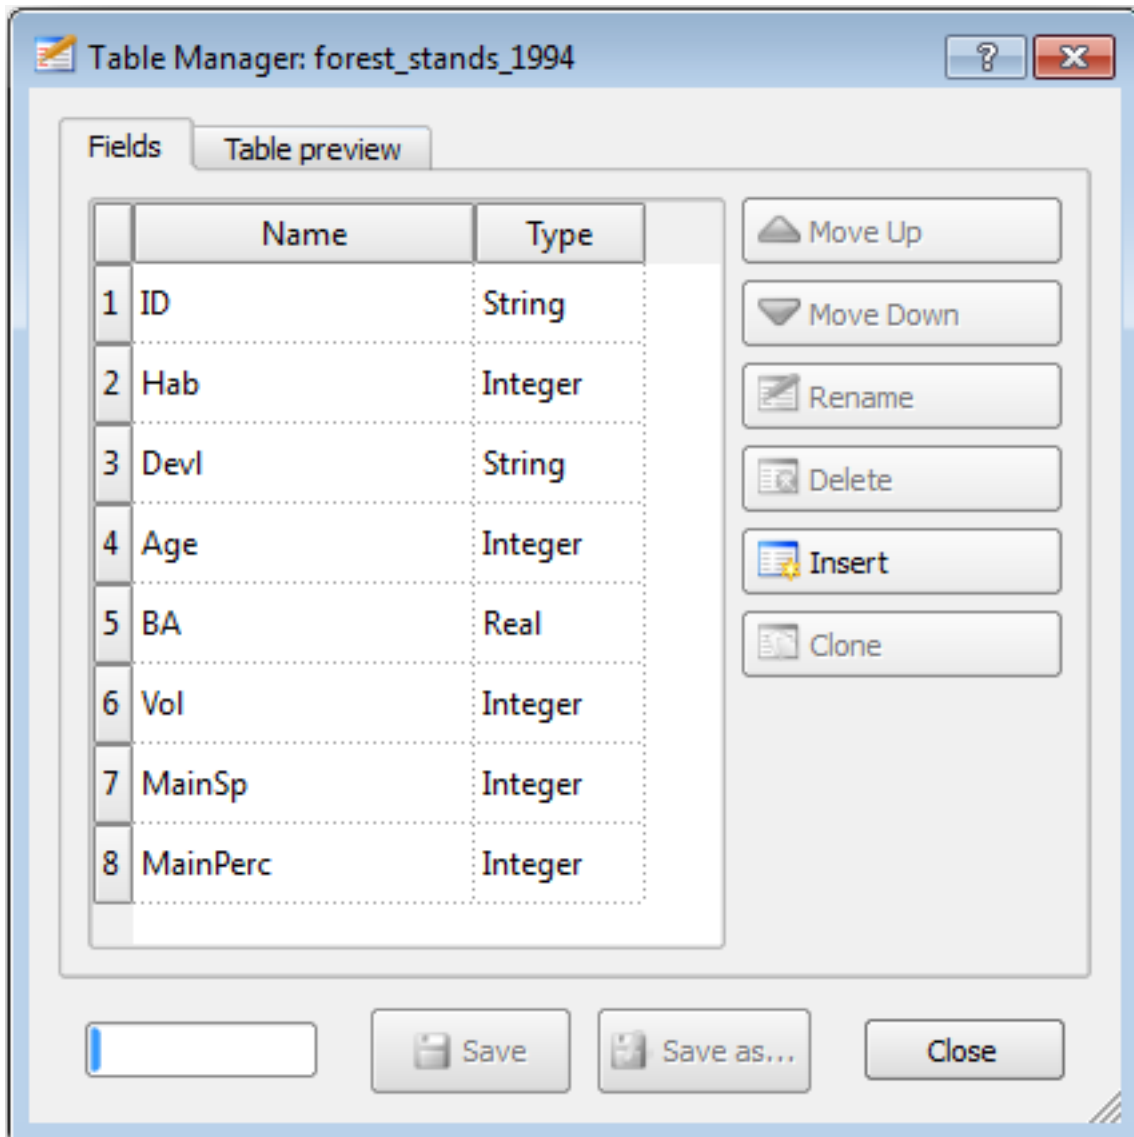 Table Manager: forest_stands_1994
?
Fields Table preview
Name Type
1 ID String
2 Hab Integer
3 Devl String
4 Age Integer
5 BA Real
6 Vol Integer
7 MainSp Integer
8 MainPerc Integer
Move Up
Move Down
Rename
Delete
Insert
Clone
Save Save as... Close